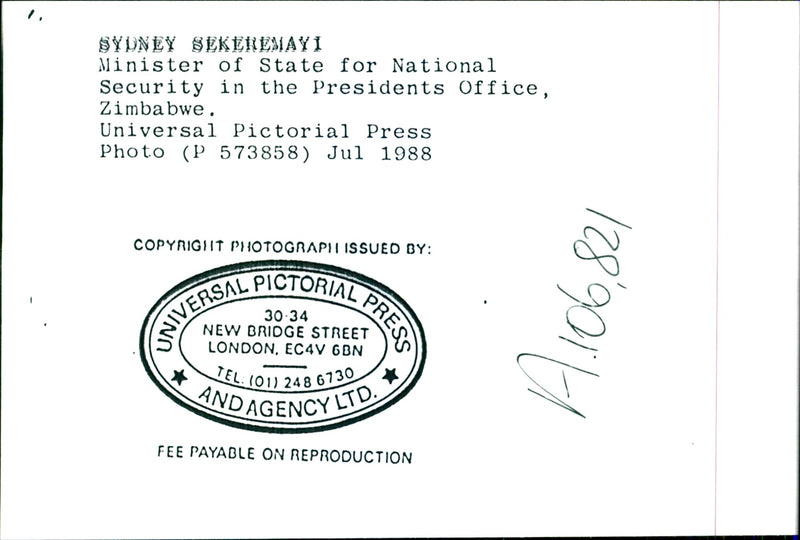 SYDNEY SEKEREMAYI
Minister of State for National
Security in the Presidents Office,
Zimbabwe.
Universal Pictorial Press
Photo (P 573858) Jul 1988
COPYRIGHT PHOTOGRAPH ISSUED BY:
UNIVERSAL PICTORIAL PRESS
30-34
NEW BRIDGE STREET
LONDON, EC4V 6BN
TEL: (01) 248 6730
AND AGENCY LTD.
FEE PAYABLE ON REPRODUCTION
A.106,821